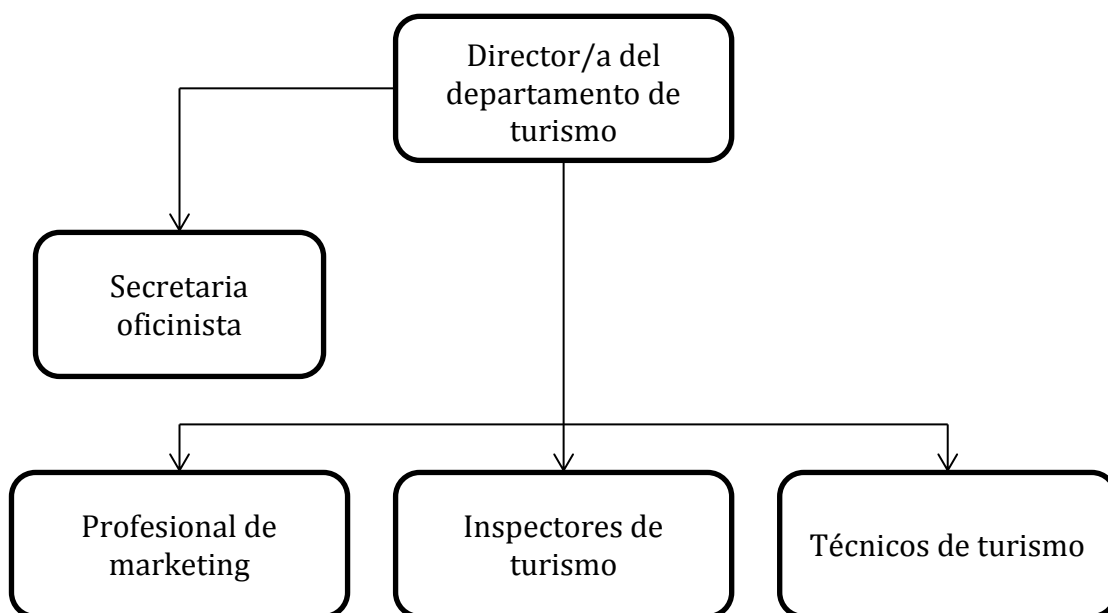 Director/a del
departamento de
turismo
Secretaria
oficinista
Profesional de
marketing
Inspectores de
turismo
Técnicos de turismo